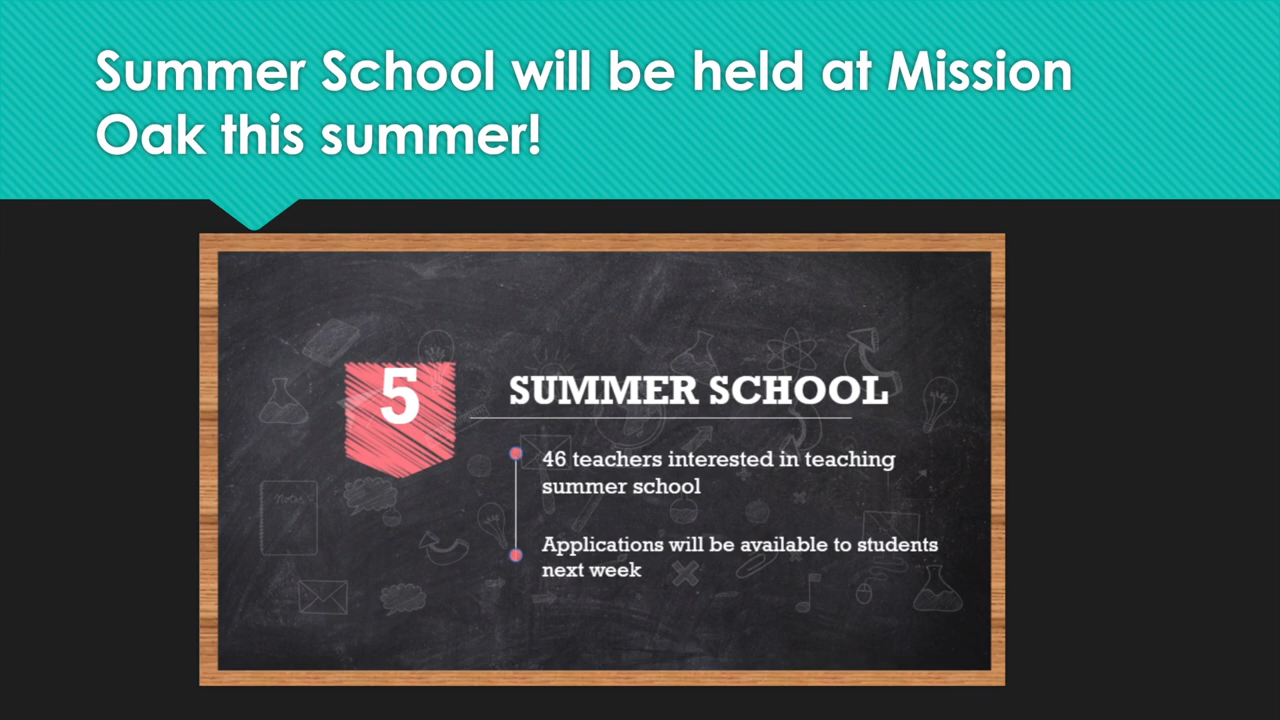 Summer School will be held at Mission
Oak this summer!
5
SUMMER SCHOOL
46 teachers interested in teaching
summer school
Applications will be available to students
next week